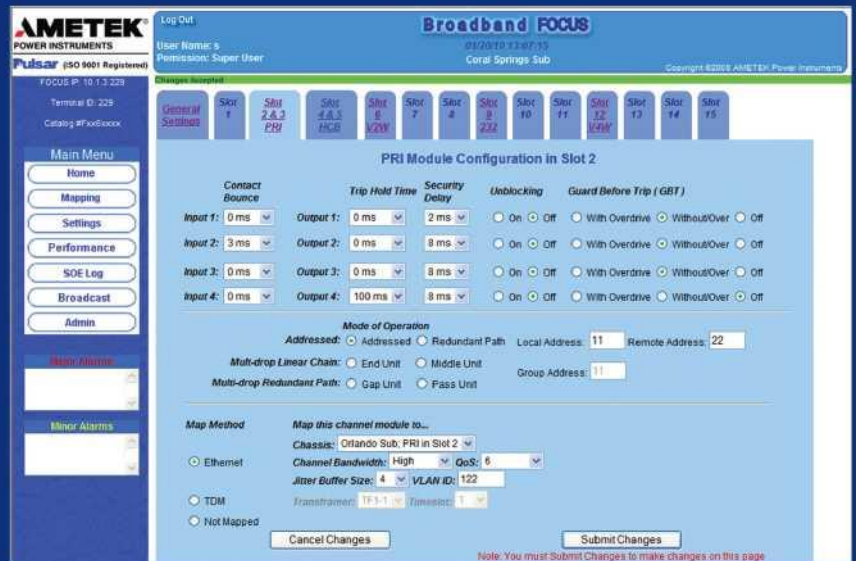 AMETEK®
POWER INSTRUMENTS
Pulsar (ISO 9001 Registered)
FOCUS IP: 10.1.3.229
Terminal ID: 229
Catalog #FxxSxxxx
Main Menu
Home
Mapping
Settings
Performance
SOE Log
Broadcast
Admin
Major Alarms
Minor Alarms
Log Out
User Name: s
Permission: Super User
Broadband FOCUS
01/20/10 13:07:15
Coral Springs Sub
Copyright ©2008 AMETEK Power Instruments
Changes Accepted
General Settings
Slot 1
Slot 2 & 3 PRI
Slot 4 & 5 HCB
Slot 6 V2W
Slot 7
Slot 8
Slot 9 232
Slot 10
Slot 11
Slot 12 V4W
Slot 13
Slot 14
Slot 15
PRI Module Configuration in Slot 2
Contact Bounce Trip Hold Time Security Delay Unblocking Guard Before Trip ( GBT )
Input 1: 0 ms Output 1: 0 ms 2 ms On Off With Overdrive Without/Over Off
Input 2: 3 ms Output 2: 0 ms 8 ms On Off With Overdrive Without/Over Off
Input 3: 0 ms Output 3: 0 ms 8 ms On Off With Overdrive Without/Over Off
Input 4: 0 ms Output 4: 100 ms 8 ms On Off With Overdrive Without/Over Off
Mode of Operation
Addressed: Addressed Redundant Path Local Address: 11 Remote Address: 22
Mult-drop Linear Chain: End Unit Middle Unit
Group Address: 11
Multi-drop Redundant Path: Gap Unit Pass Unit
Map Method Map this channel module to...
Chassis: Orlando Sub; PRI in Slot 2
Ethernet Channel Bandwidth: High QoS: 6
Jitter Buffer Size: 4 VLAN ID: 122
TDM Transframer: TF1-1 Timeslot: 1
Not Mapped
Cancel Changes Submit Changes
Note: You must Submit Changes to make changes on this page